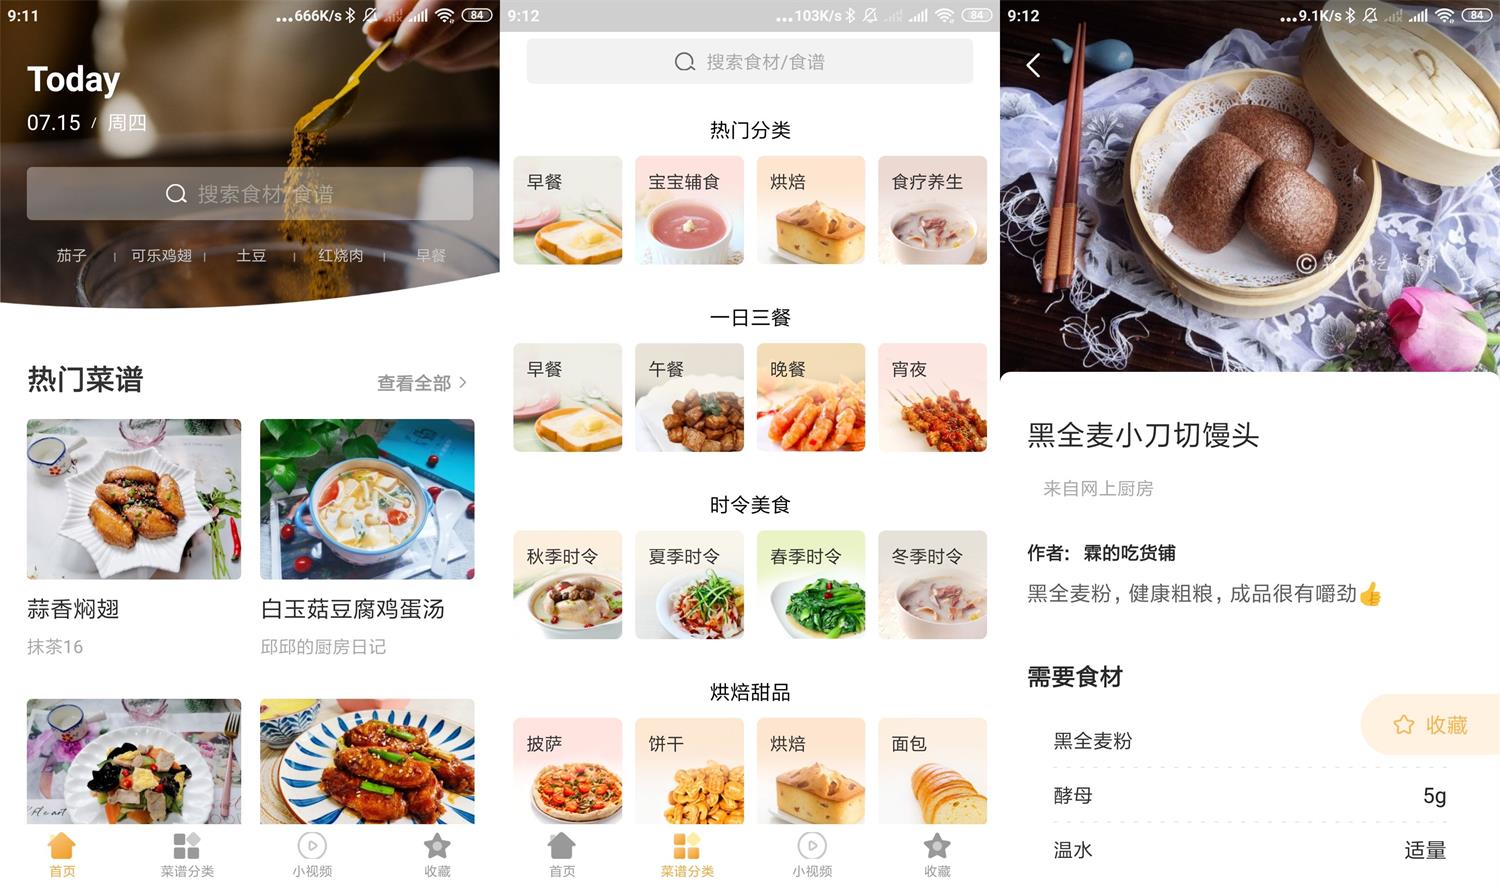 9:11
...666K/s
84
Today
07.15 / 周四
搜索食材/食谱
茄子 | 可乐鸡翅 | 土豆 | 红烧肉 | 早餐
热门菜谱
查看全部 >
蒜香焖翅
抹茶16
白玉菇豆腐鸡蛋汤
邱邱的厨房日记
首页
菜谱分类
小视频
收藏
9:12
...103K/s
84
搜索食材/食谱
热门分类
早餐
宝宝辅食
烘焙
食疗养生
一日三餐
早餐
午餐
晚餐
宵夜
时令美食
秋季时令
夏季时令
春季时令
冬季时令
烘焙甜品
披萨
饼干
烘焙
面包
首页
菜谱分类
小视频
收藏
9:12
...9.1K/s
84
©霖的吃货铺
黑全麦小刀切馒头
来自网上厨房
作者: 霖的吃货铺
黑全麦粉, 健康粗粮, 成品很有嚼劲👍
需要食材
收藏
黑全麦粉
酵母 5g
温水 适量